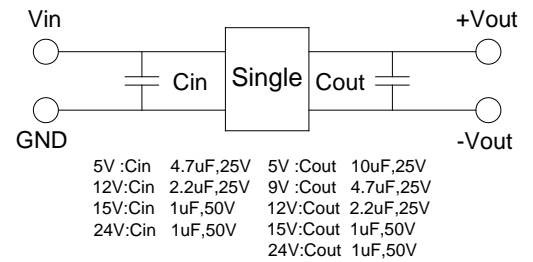 Vin +Vout
Cin Single Cout
GND -Vout
5V :Cin 4.7uF,25V 5V :Cout 10uF,25V
12V:Cin 2.2uF,25V 9V :Cout 4.7uF,25V
15V:Cin 1uF,50V 12V:Cout 2.2uF,25V
24V:Cin 1uF,50V 15V:Cout 1uF,50V
24V:Cout 1uF,50V